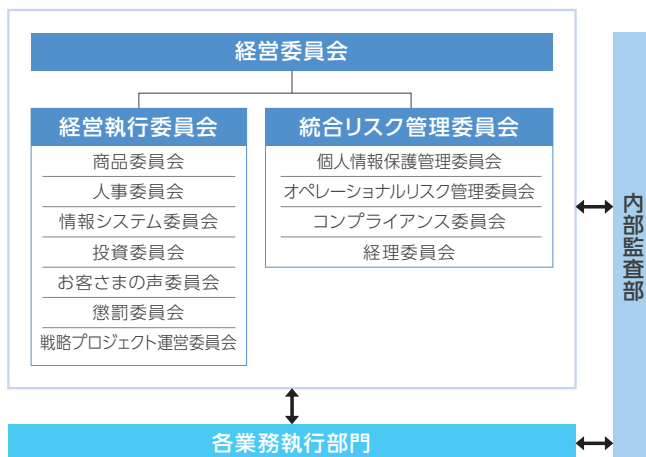 経営委員会
経営執行委員会
商品委員会
人事委員会
情報システム委員会
投資委員会
お客さまの声委員会
懲罰委員会
戦略プロジェクト運営委員会
統合リスク管理委員会
個人情報保護管理委員会
オペレーショナルリスク管理委員会
コンプライアンス委員会
経理委員会
内部監査部
各業務執行部門